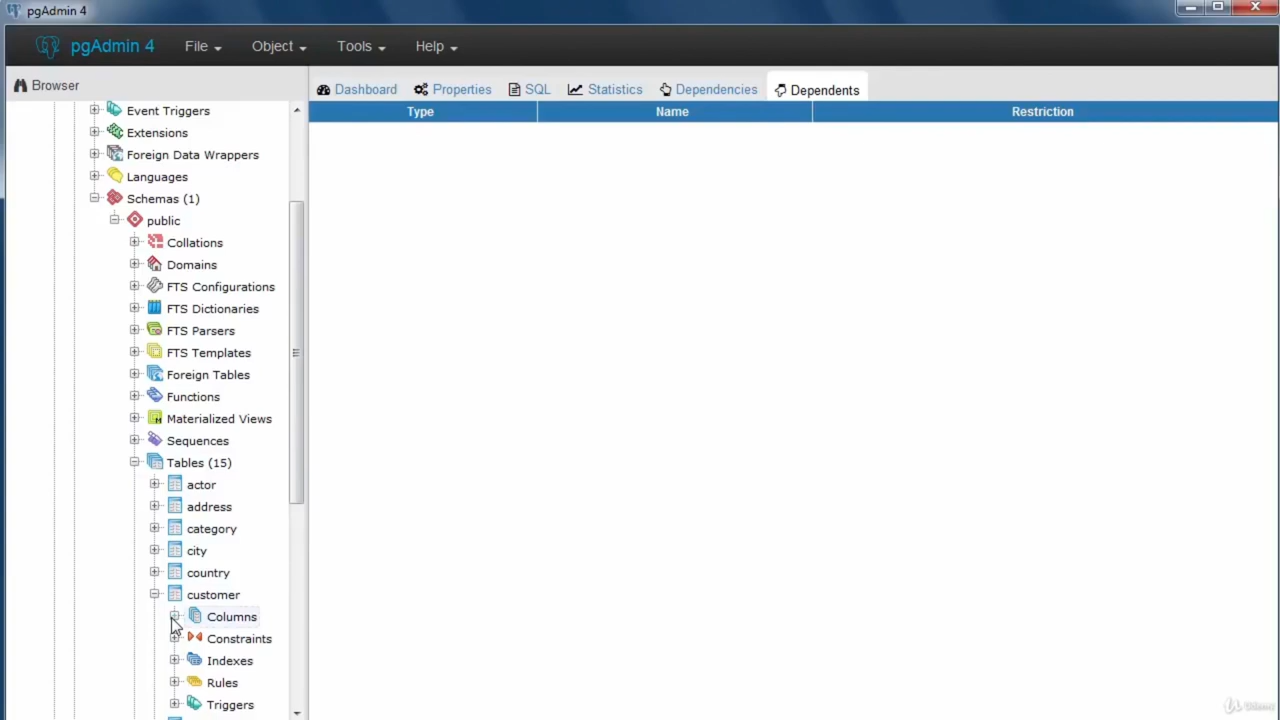 pgAdmin 4
pgAdmin 4 File Object Tools Help
Browser
Dashboard Properties SQL Statistics Dependencies Dependents
Type Name Restriction
Event Triggers
Extensions
Foreign Data Wrappers
Languages
Schemas (1)
public
Collations
Domains
FTS Configurations
FTS Dictionaries
FTS Parsers
FTS Templates
Foreign Tables
Functions
Materialized Views
Sequences
Tables (15)
actor
address
category
city
country
customer
Columns
Constraints
Indexes
Rules
Triggers
Udemy